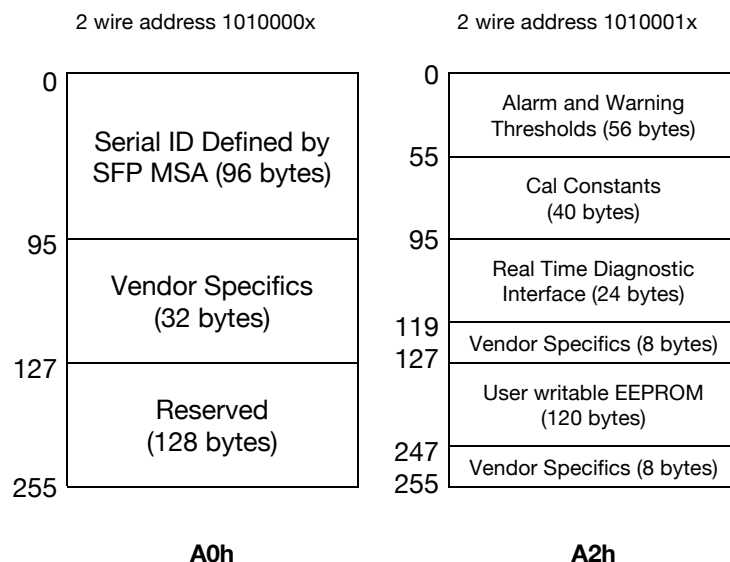 2 wire address 1010000x
0
Serial ID Defined by
SFP MSA (96 bytes)
95
Vendor Specifics
(32 bytes)
127
Reserved
(128 bytes)
255
A0h
2 wire address 1010001x
0
Alarm and Warning
Thresholds (56 bytes)
55
Cal Constants
(40 bytes)
95
Real Time Diagnostic
Interface (24 bytes)
119
Vendor Specifics (8 bytes)
127
User writable EEPROM
(120 bytes)
247
Vendor Specifics (8 bytes)
255
A2h